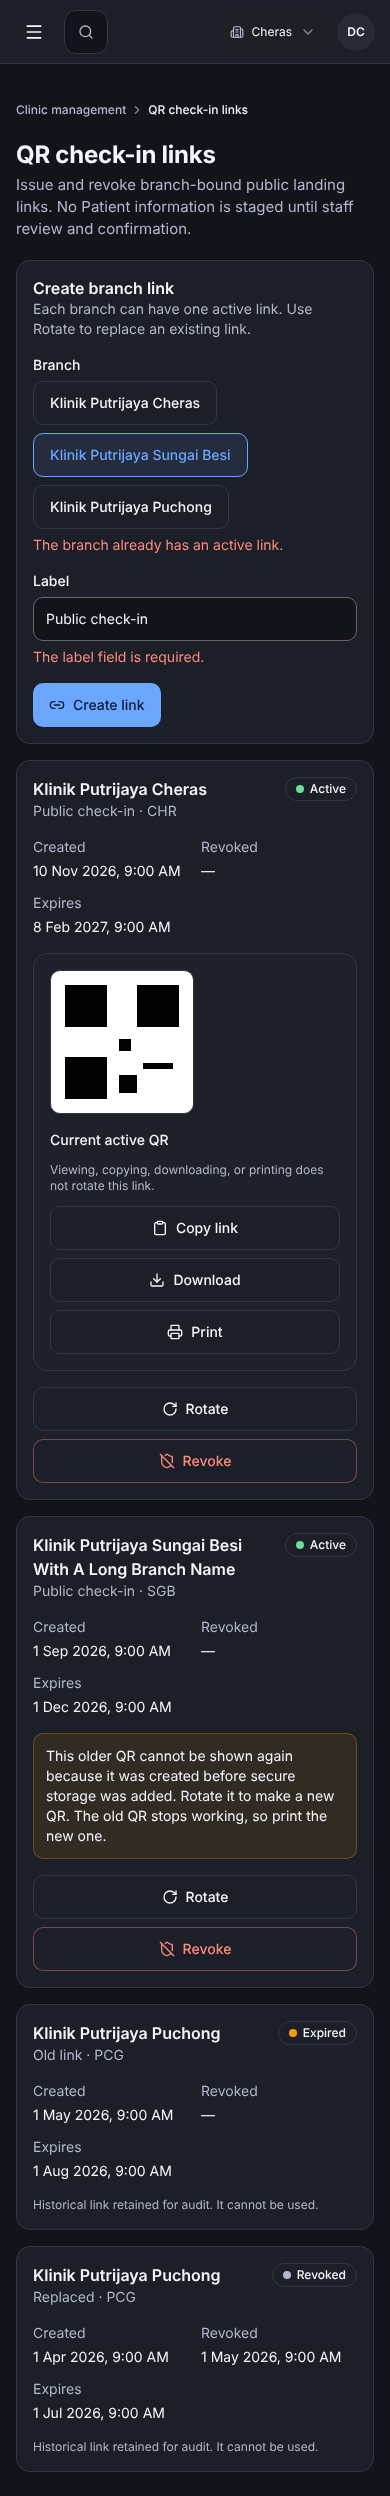 Cheras
DC
Clinic management
QR check-in links
QR check-in links
Issue and revoke branch-bound public landing
links. No Patient information is staged until staff
review and confirmation.
Create branch link
Each branch can have one active link. Use
Rotate to replace an existing link.
Branch
Klinik Putrijaya Cheras
Klinik Putrijaya Sungai Besi
Klinik Putrijaya Puchong
The branch already has an active link.
Label
Public check-in
The label field is required.
Create link
Klinik Putrijaya Cheras
Active
Public check-in · CHR
Created
Revoked
10 Nov 2026, 9:00 AM
—
Expires
8 Feb 2027, 9:00 AM
Current active QR
Viewing, copying, downloading, or printing does
not rotate this link.
Copy link
Download
Print
Rotate
Revoke
Klinik Putrijaya Sungai Besi
With A Long Branch Name
Active
Public check-in · SGB
Created
Revoked
1 Sep 2026, 9:00 AM
—
Expires
1 Dec 2026, 9:00 AM
This older QR cannot be shown again
because it was created before secure
storage was added. Rotate it to make a new
QR. The old QR stops working, so print the
new one.
Rotate
Revoke
Klinik Putrijaya Puchong
Expired
Old link · PCG
Created
Revoked
1 May 2026, 9:00 AM
—
Expires
1 Aug 2026, 9:00 AM
Historical link retained for audit. It cannot be used.
Klinik Putrijaya Puchong
Revoked
Replaced · PCG
Created
Revoked
1 Apr 2026, 9:00 AM
1 May 2026, 9:00 AM
Expires
1 Jul 2026, 9:00 AM
Historical link retained for audit. It cannot be used.